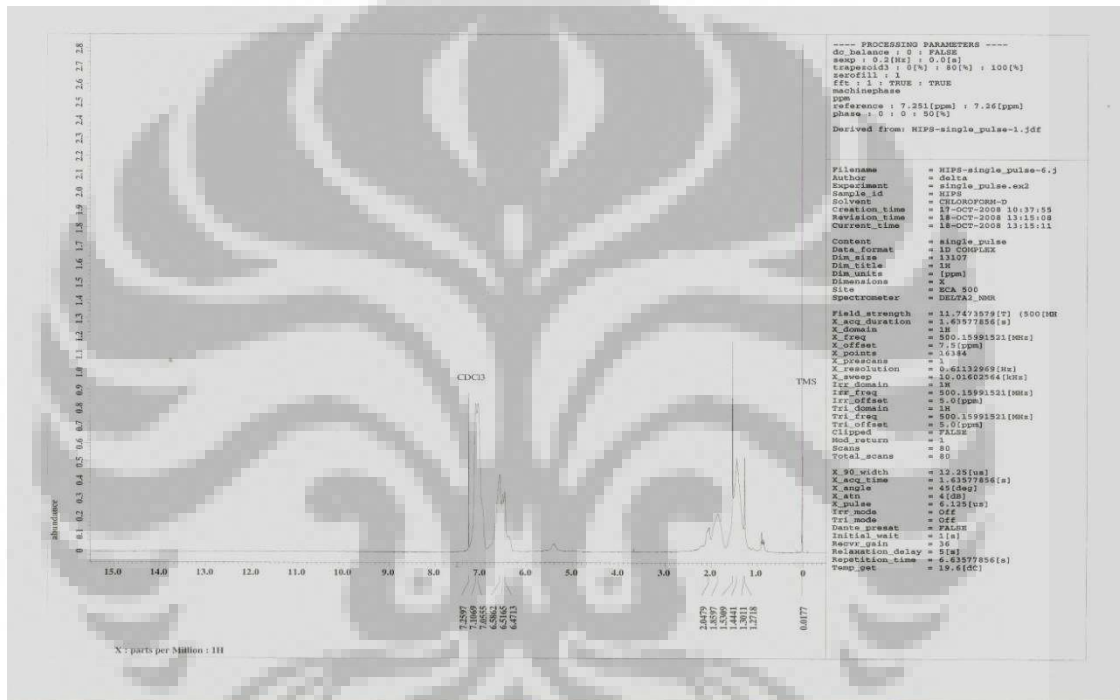 ---- PROCESSING PARAMETERS ----
dc_balance : 0 : FALSE
sexp : 0.2[Hz] : 0.0[s]
trapezoid3 : 0[%] : 80[%] : 100[%]
zerofill : 1
fft : 1 : TRUE : TRUE
machinephase
ppm
reference : 7.251[ppm] : 7.26[ppm]
phase : 0 : 0 : 50[%]
Derived from: HIPS-single_pulse-1.jdf
Filename = HIPS-single_pulse-6.j
Author = delta
Experiment = single_pulse.ex2
Sample_id = HIPS
Solvent = CHLOROFORM-D
Creation_time = 17-OCT-2008 10:37:55
Revision_time = 18-OCT-2008 13:15:08
Current_time = 18-OCT-2008 13:15:11
Content = single_pulse
Data_format = 1D COMPLEX
Dim_size = 13107
Dim_title = 1H
Dim_units = [ppm]
Dimensions = X
Site = ECA 500
Spectrometer = DELTA2_NMR
Field_strength = 11.7473579[T] (500[MH
X_acq_duration = 1.63577856[s]
X_domain = 1H
X_freq = 500.15991521[MHz]
X_offset = 7.5[ppm]
X_points = 16384
X_prescans = 1
X_resolution = 0.61132969[Hz]
X_sweep = 10.01602564[kHz]
Irr_domain = 1H
Irr_freq = 500.15991521[MHz]
Irr_offset = 5.0[ppm]
Tri_domain = 1H
Tri_freq = 500.15991521[MHz]
Tri_offset = 5.0[ppm]
Clipped = FALSE
Mod_return = 1
Scans = 80
Total_scans = 80
X_90_width = 12.25[us]
X_acq_time = 1.63577856[s]
X_angle = 45[deg]
X_atn = 4[dB]
X_pulse = 6.125[us]
Irr_mode = Off
Tri_mode = Off
Dante_presat = FALSE
Initial_wait = 1[s]
Recvr_gain = 36
Relaxation_delay = 5[s]
Repetition_time = 6.63577856[s]
Temp_get = 19.6[dC]
abundance
0 0.1 0.2 0.3 0.4 0.5 0.6 0.7 0.8 0.9 1.0 1.1 1.2 1.3 1.4 1.5 1.6 1.7 1.8 1.9 2.0 2.1 2.2 2.3 2.4 2.5 2.6 2.7 2.8
CDCl3
TMS
15.0 14.0 13.0 12.0 11.0 10.0 9.0 8.0 7.0 6.0 5.0 4.0 3.0 2.0 1.0 0
7.2597
7.1069
7.0555
6.5862
6.5165
6.4713
2.0479
1.8597
1.5309
1.4441
1.3011
1.2718
0.0177
X : parts per Million : 1H